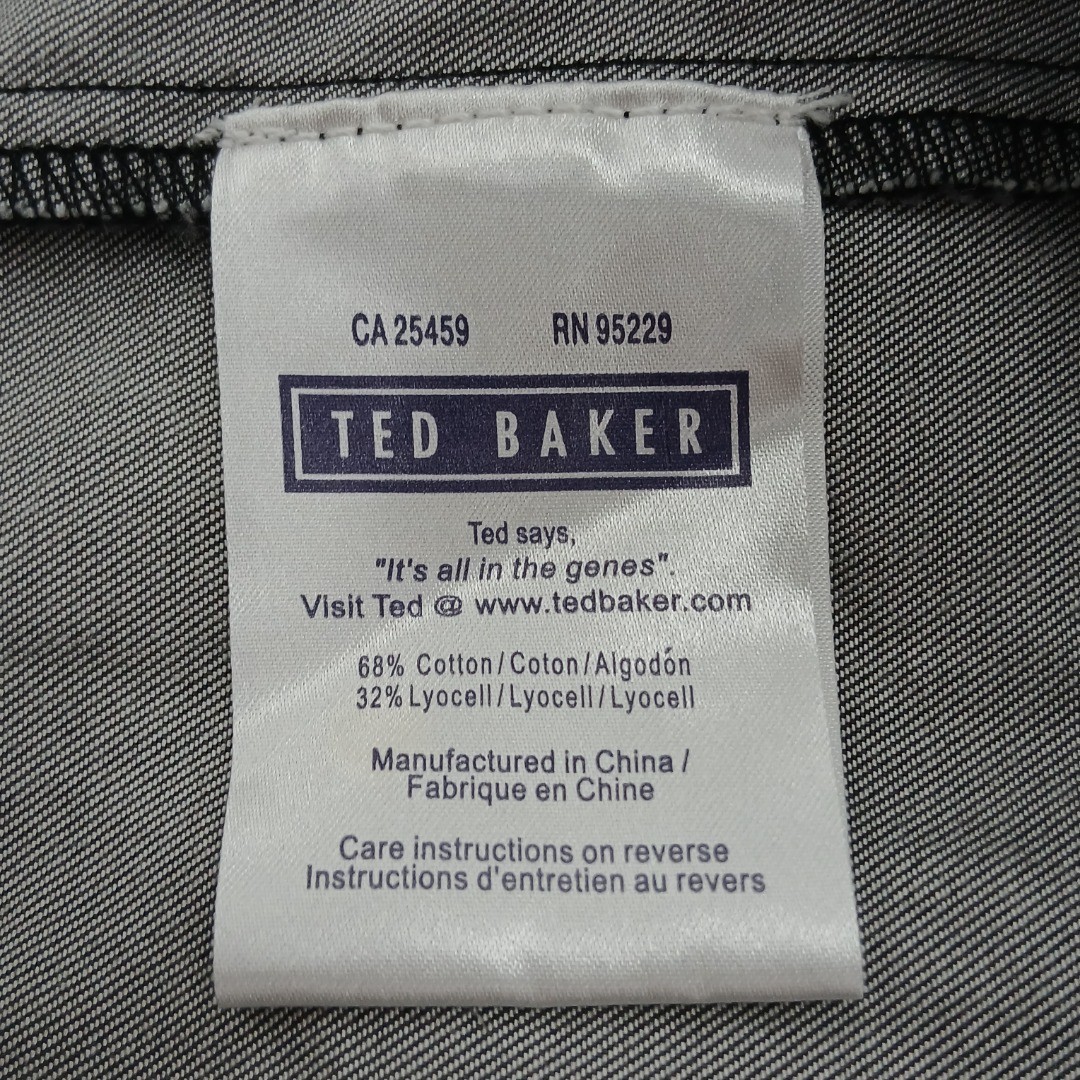 CA 25459 RN 95229
TED BAKER
Ted says,
"It's all in the genes".
Visit Ted @ www.tedbaker.com
68% Cotton/Coton/Algodón
32% Lyocell/Lyocell/Lyocell
Manufactured in China /
Fabrique en Chine
Care instructions on reverse
Instructions d'entretien au revers